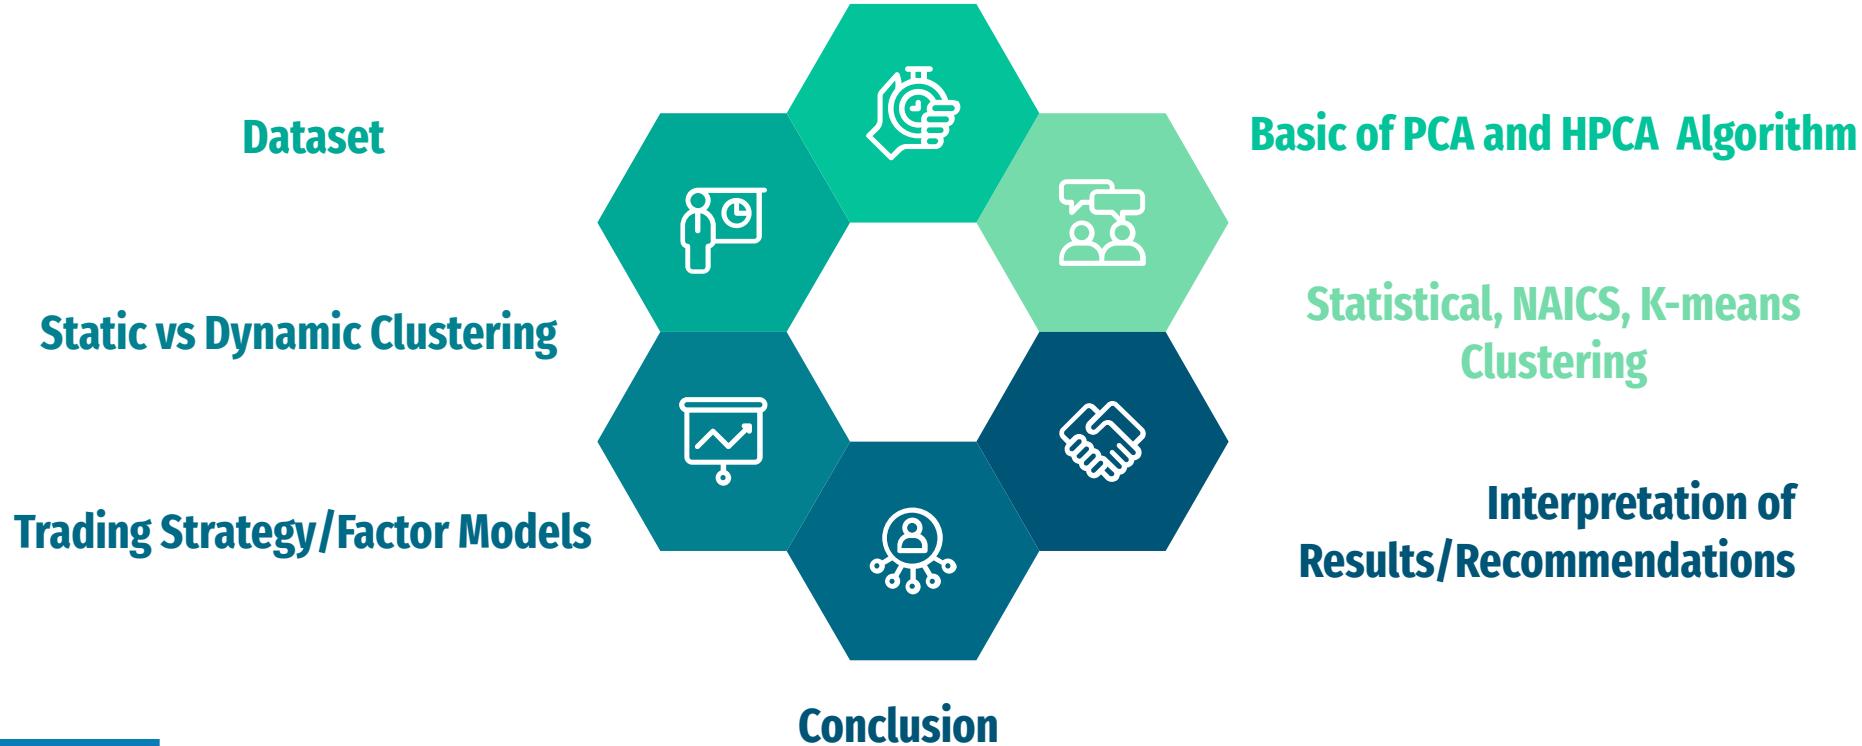 Dataset
Basic of PCA and HPCA Algorithm
Static vs Dynamic Clustering
Statistical, NAICS, K-means
Clustering
Trading Strategy/Factor Models
Interpretation of
Results/Recommendations
Conclusion